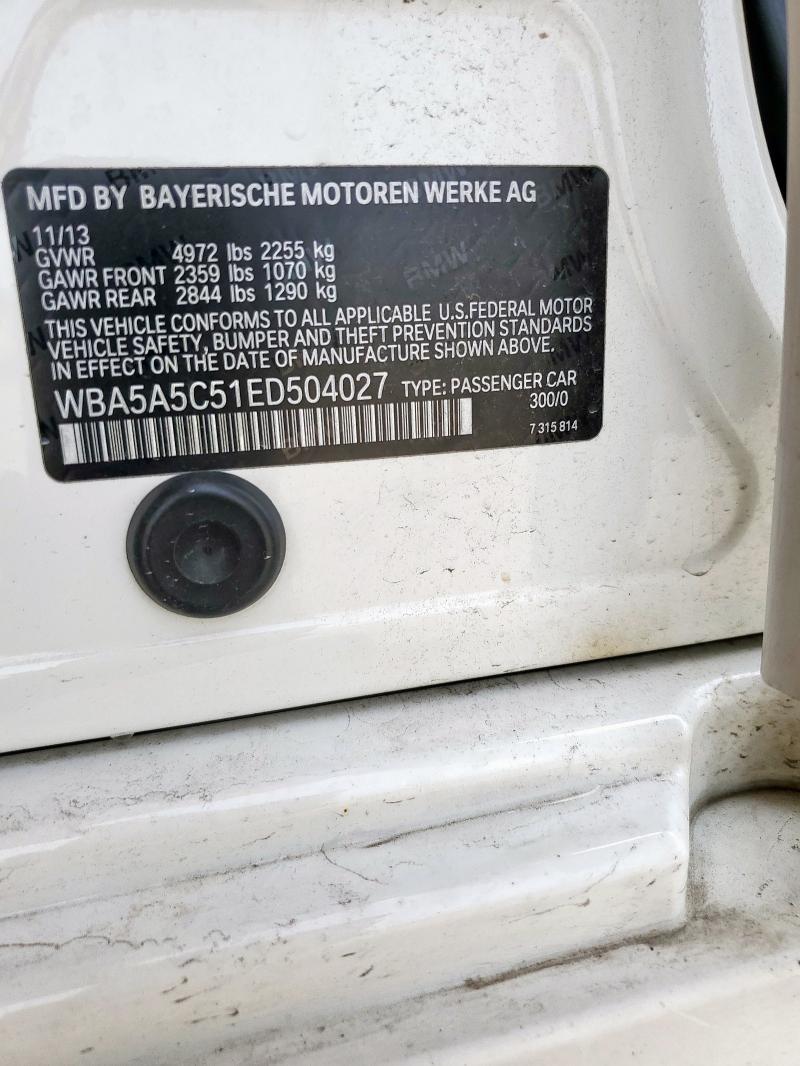 MFD BY BAYERISCHE MOTOREN WERKE AG
11/13
GVWR 4972 lbs 2255 kg
GAWR FRONT 2359 lbs 1070 kg
GAWR REAR 2844 lbs 1290 kg
THIS VEHICLE CONFORMS TO ALL APPLICABLE U.S.FEDERAL MOTOR
VEHICLE SAFETY, BUMPER AND THEFT PREVENTION STANDARDS
IN EFFECT ON THE DATE OF MANUFACTURE SHOWN ABOVE.
WBA5A5C51ED504027 TYPE: PASSENGER CAR
300/0
7 315 814